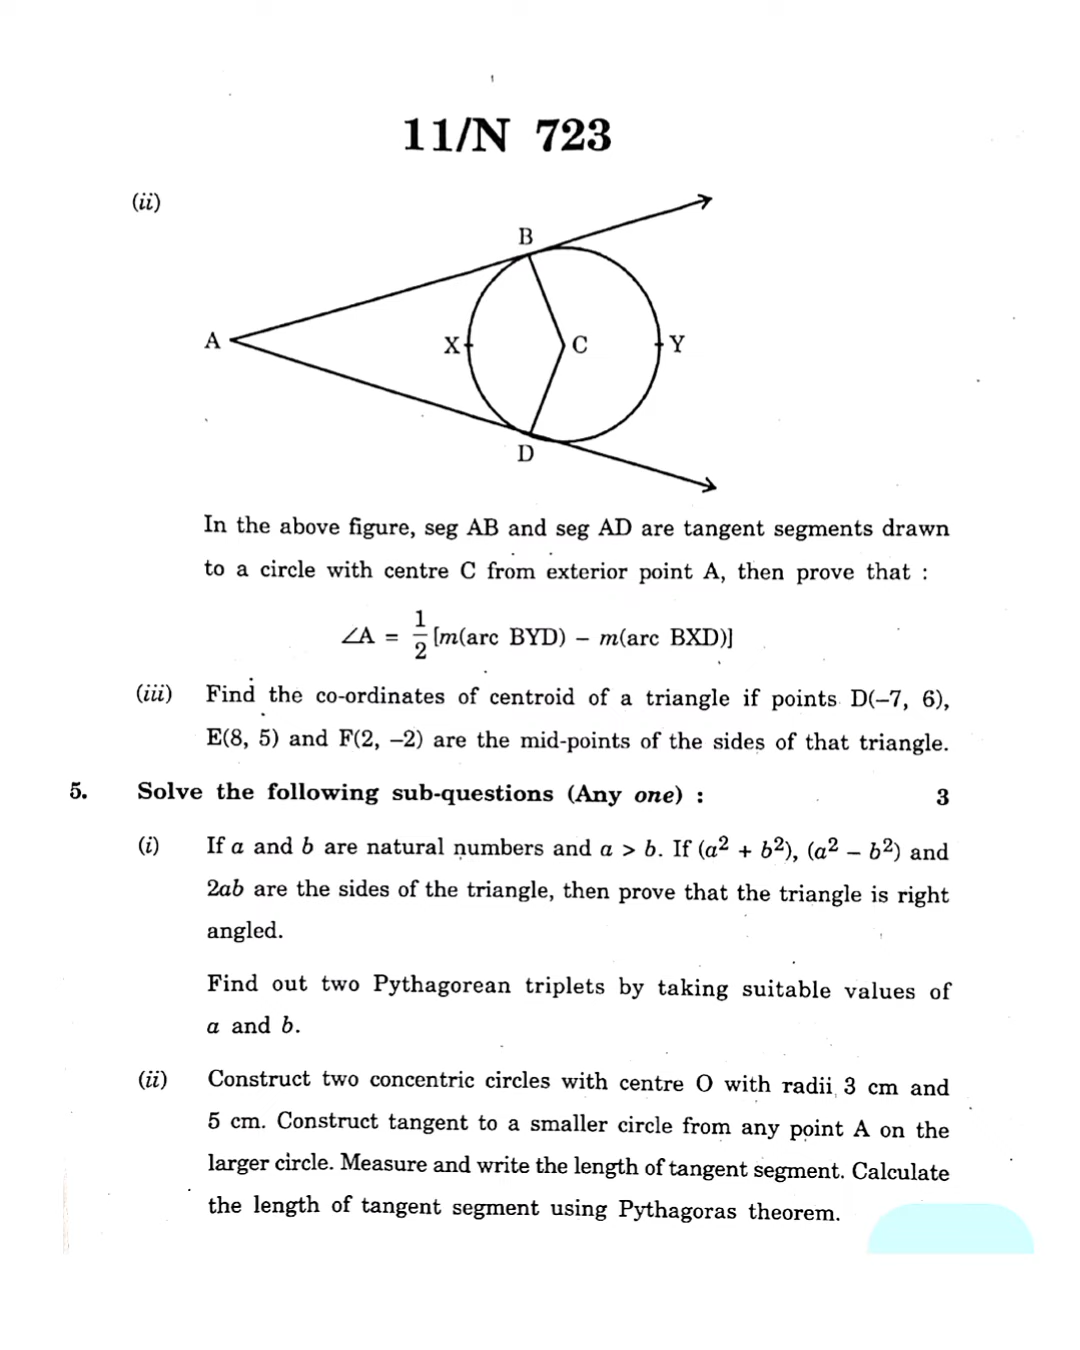 11/N 723
(ii)
B
A
X
C
Y
D
In the above figure, seg AB and seg AD are tangent segments drawn
to a circle with centre C from exterior point A, then prove that :
∠A = 1/2 [m(arc BYD) – m(arc BXD)]
(iii) Find the co-ordinates of centroid of a triangle if points D(–7, 6),
E(8, 5) and F(2, –2) are the mid-points of the sides of that triangle.
5. Solve the following sub-questions (Any one) : 3
(i) If a and b are natural numbers and a > b. If (a² + b²), (a² – b²) and
2ab are the sides of the triangle, then prove that the triangle is right
angled.
Find out two Pythagorean triplets by taking suitable values of
a and b.
(ii) Construct two concentric circles with centre O with radii 3 cm and
5 cm. Construct tangent to a smaller circle from any point A on the
larger circle. Measure and write the length of tangent segment. Calculate
the length of tangent segment using Pythagoras theorem.